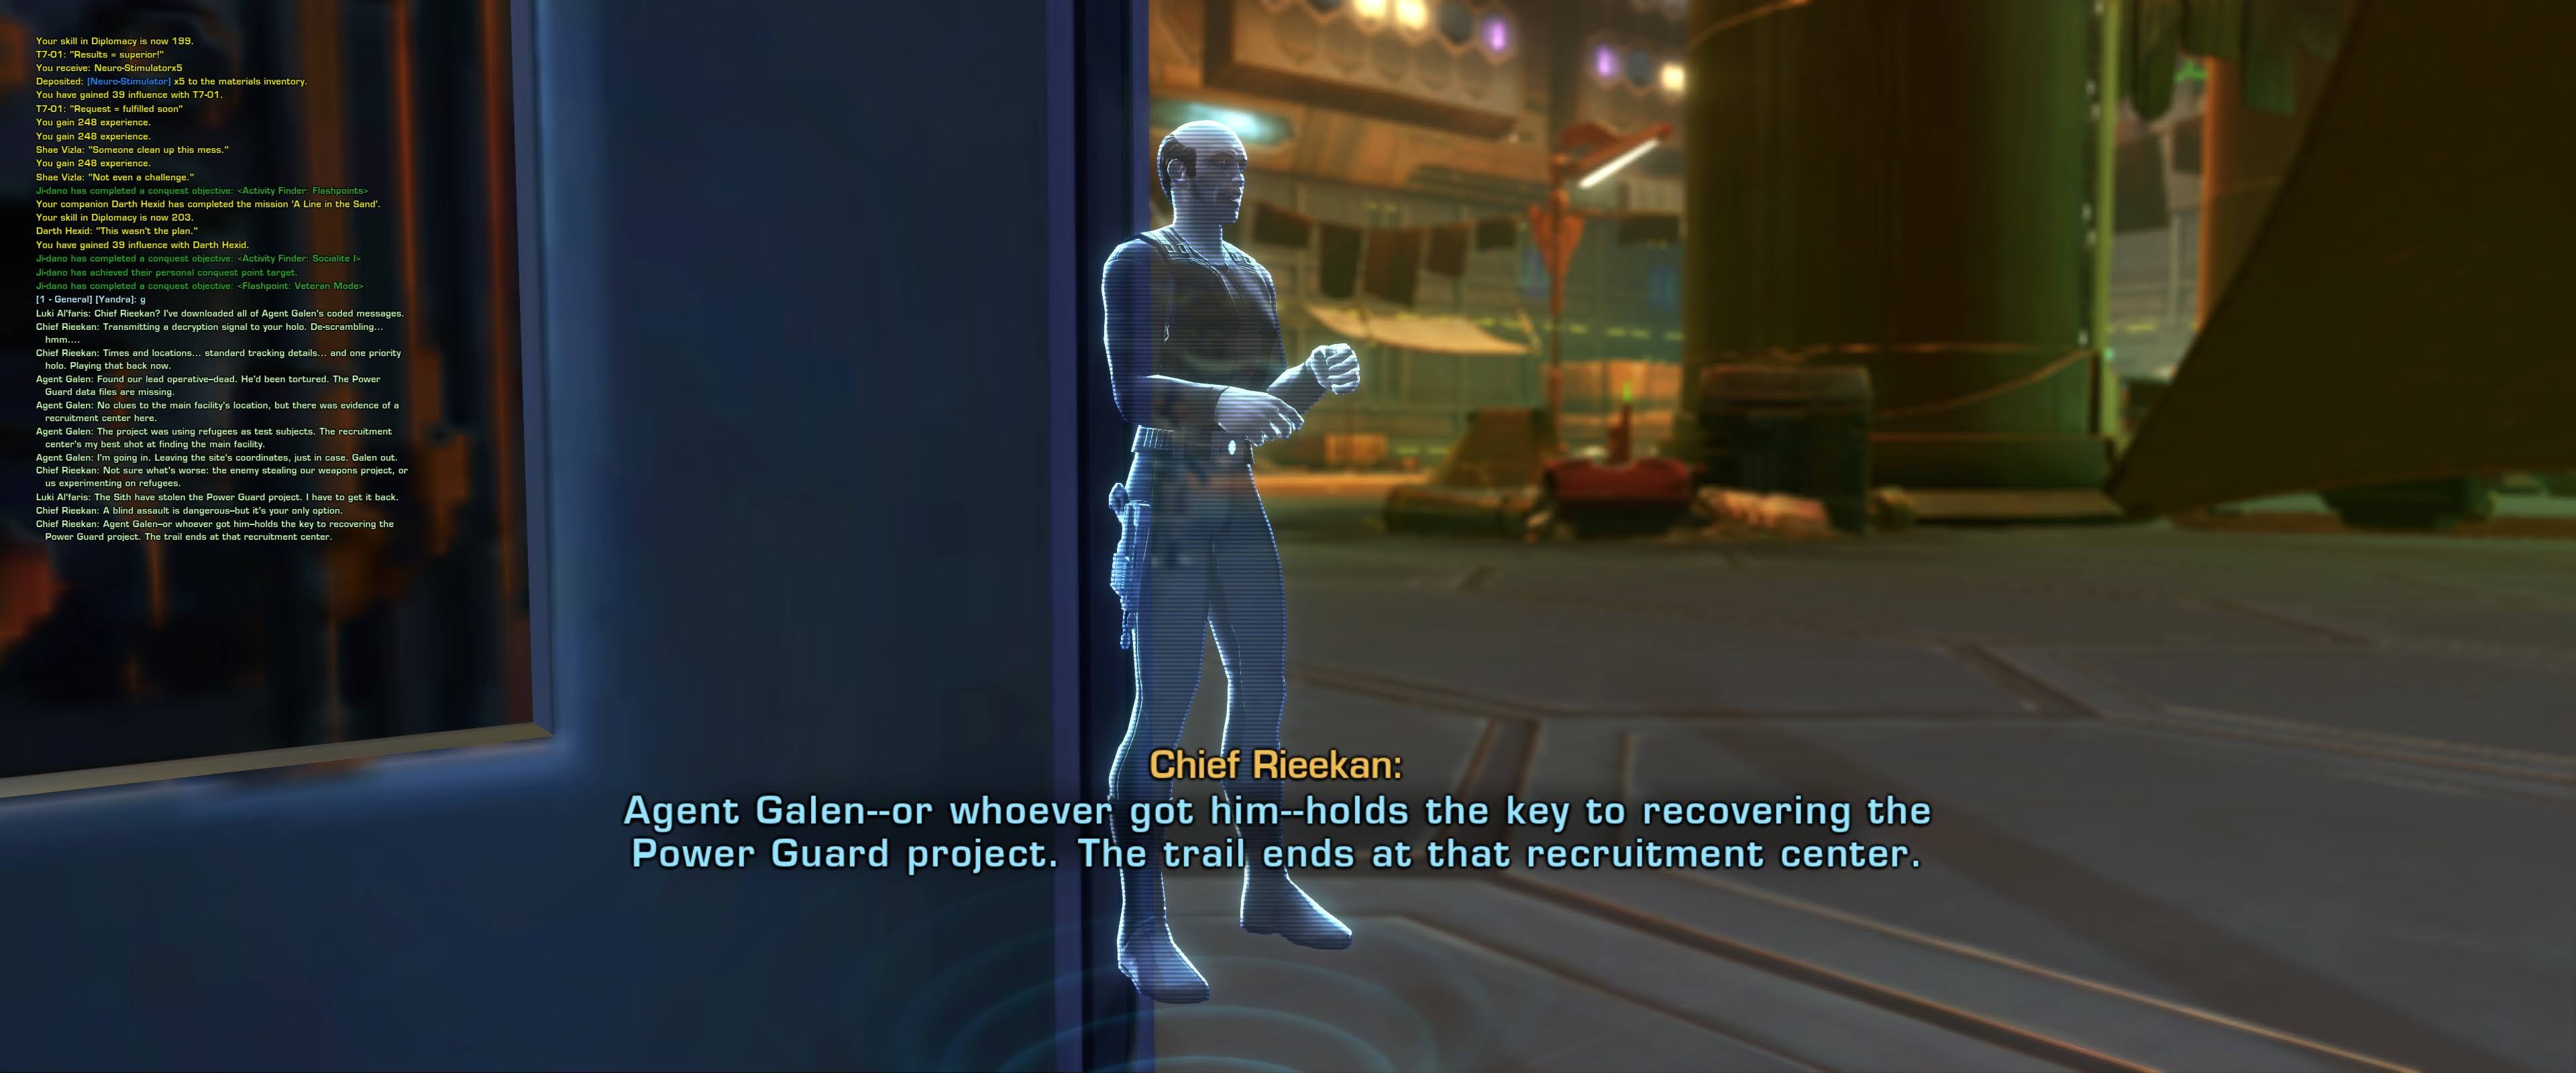 Your skill in Diplomacy is now 199.
T7-01: "Results = superior!"
You receive: Neuro-Stimulatorx5
Deposited: [Neuro-Stimulator] x5 to the materials inventory.
You have gained 39 influence with T7-01.
T7-01: "Request = fulfilled soon"
You gain 248 experience.
You gain 248 experience.
Shae Vizla: "Someone clean up this mess."
You gain 248 experience.
Shae Vizla: "Not even a challenge."
Ji-dano has completed a conquest objective: <Activity Finder: Flashpoints>
Your companion Darth Hexid has completed the mission 'A Line in the Sand'.
Your skill in Diplomacy is now 203.
Darth Hexid: "This wasn't the plan."
You have gained 39 influence with Darth Hexid.
Ji-dano has completed a conquest objective: <Activity Finder: Socialite I>
Ji-dano has achieved their personal conquest point target.
Ji-dano has completed a conquest objective: <Flashpoint: Veteran Mode>
[1 - General] [Yandra]: g
Luki Al'faris: Chief Rieekan? I've downloaded all of Agent Galen's coded messages.
Chief Rieekan: Transmitting a decryption signal to your holo. De-scrambling...
hmm....
Chief Rieekan: Times and locations... standard tracking details... and one priority
holo. Playing that back now.
Agent Galen: Found our lead operative--dead. He'd been tortured. The Power
Guard data files are missing.
Agent Galen: No clues to the main facility's location, but there was evidence of a
recruitment center here.
Agent Galen: The project was using refugees as test subjects. The recruitment
center's my best shot at finding the main facility.
Agent Galen: I'm going in. Leaving the site's coordinates, just in case. Galen out.
Chief Rieekan: Not sure what's worse: the enemy stealing our weapons project, or
us experimenting on refugees.
Luki Al'faris: The Sith have stolen the Power Guard project. I have to get it back.
Chief Rieekan: A blind assault is dangerous--but it's your only option.
Chief Rieekan: Agent Galen--or whoever got him--holds the key to recovering the
Power Guard project. The trail ends at that recruitment center.
Chief Rieekan:
Agent Galen--or whoever got him--holds the key to recovering the
Power Guard project. The trail ends at that recruitment center.